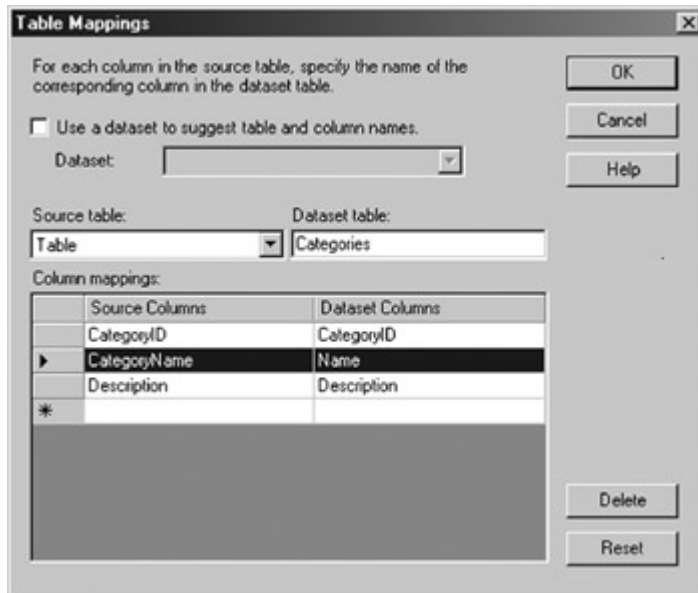 Table Mappings
For each column in the source table, specify the name of the
corresponding column in the dataset table.
OK
Cancel
Help
Use a dataset to suggest table and column names.
Dataset:
Source table:
Dataset table:
Table
Categories
Column mappings:
Source Columns Dataset Columns
CategoryID CategoryID
CategoryName Name
Description Description
Delete
Reset